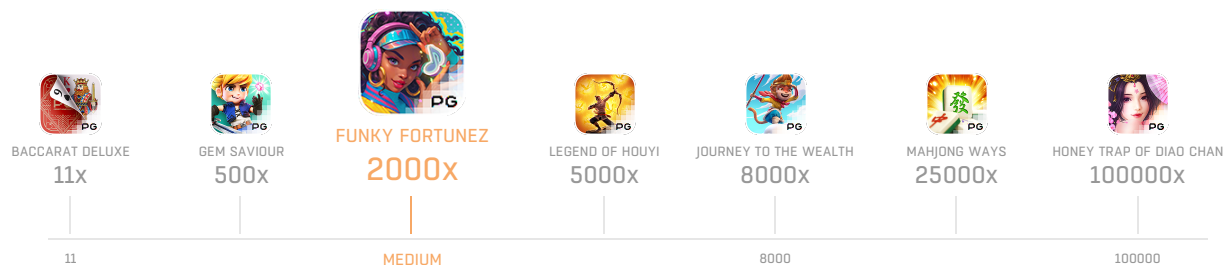 PG
PG
PG
PG
PG
發
PG
PG
BACCARAT DELUXE
11x
GEM SAVIOUR
500x
FUNKY FORTUNEZ
2000x
LEGEND OF HOUYI
5000x
JOURNEY TO THE WEALTH
8000x
MAHJONG WAYS
25000x
HONEY TRAP OF DIAO CHAN
100000x
11
MEDIUM
8000
100000